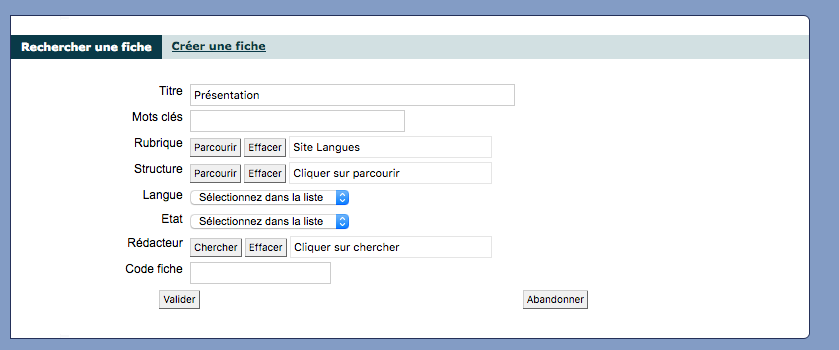 Rechercher une fiche Créer une fiche
Titre Présentation
Mots clés
Rubrique Parcourir Effacer Site Langues
Structure Parcourir Effacer Cliquer sur parcourir
Langue Sélectionnez dans la liste
Etat Sélectionnez dans la liste
Rédacteur Chercher Effacer Cliquer sur chercher
Code fiche
Valider Abandonner